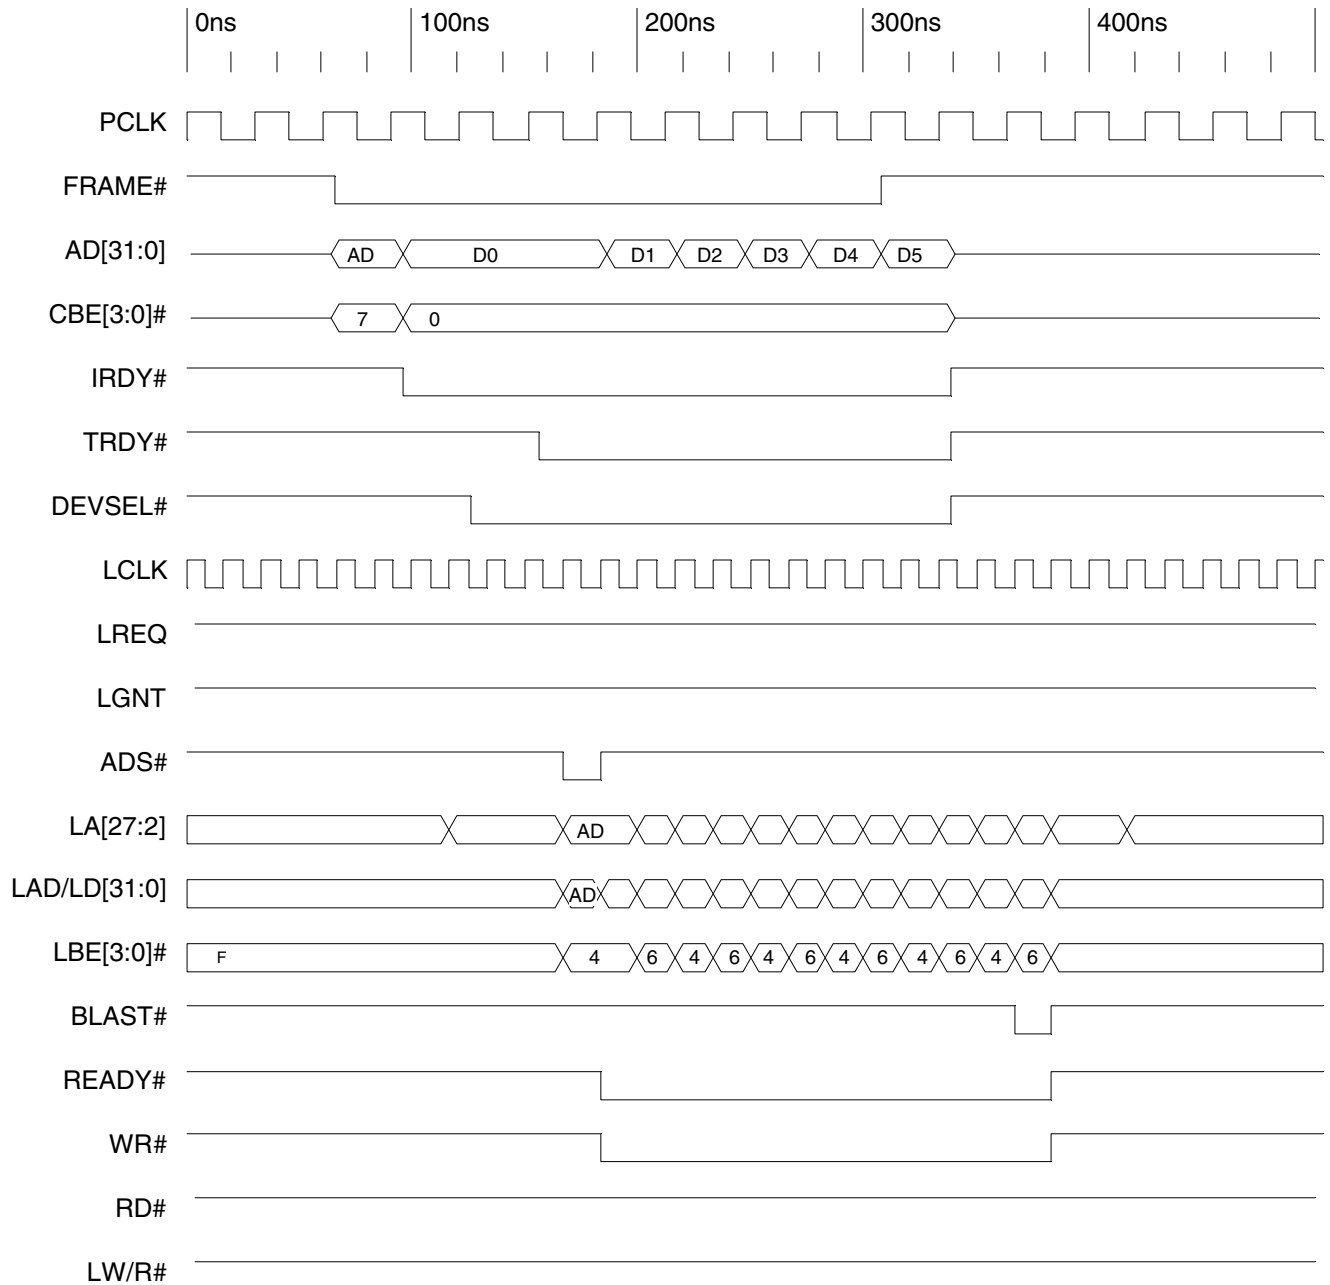 0ns 100ns 200ns 300ns 400ns
PCLK
FRAME#
AD[31:0] AD D0 D1 D2 D3 D4 D5
CBE[3:0]# 7 0
IRDY#
TRDY#
DEVSEL#
LCLK
LREQ
LGNT
ADS#
LA[27:2] AD
LAD/LD[31:0] AD
LBE[3:0]# F 4 6 4 6 4 6 4 6 4 6 4 6
BLAST#
READY#
WR#
RD#
LW/R#